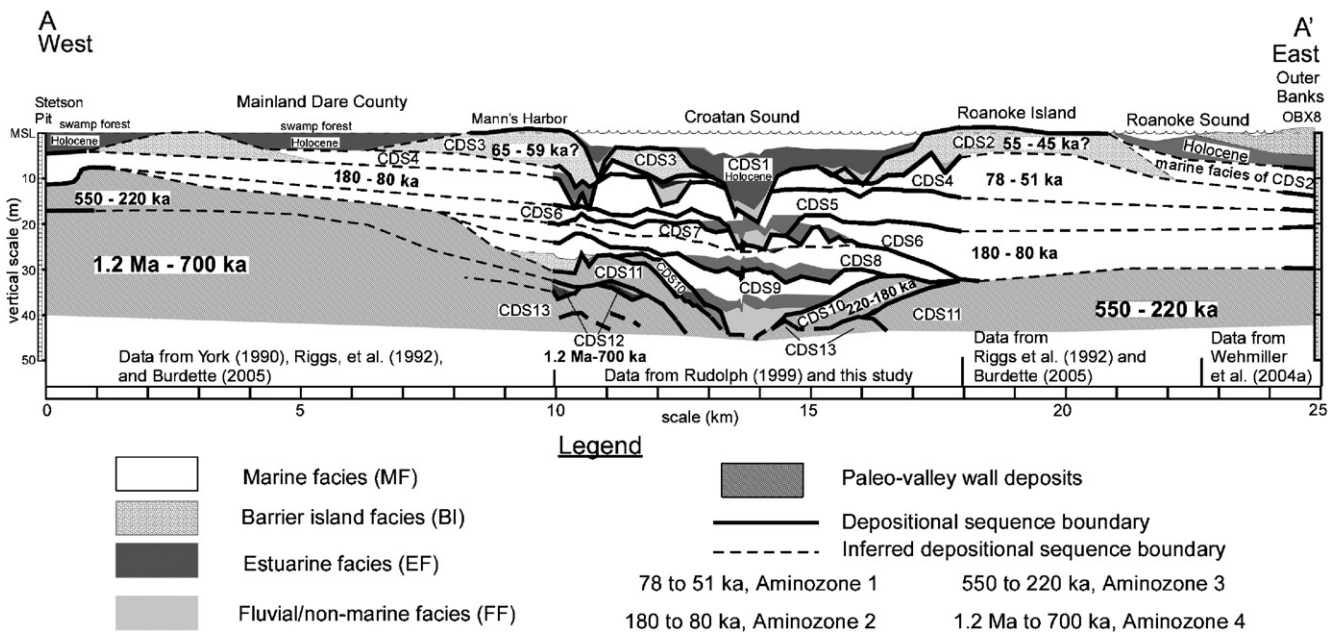 A
West
A'
East
Outer
Banks
OBX8
Stetson
Pit
Mainland Dare County
Mann's Harbor
Croatan Sound
Roanoke Island
Roanoke Sound
swamp forest
swamp forest
MSL
Holocene
Holocene
CDS4
CDS3
65 - 59 ka?
CDS3
CDS1
Holocene
CDS2
55 - 45 ka?
Holocene
marine facies of CDS2
180 - 80 ka
CDS4
78 - 51 ka
10
550 - 220 ka
CDS5
CDS6
CDS7
CDS6
20
180 - 80 ka
1.2 Ma - 700 ka
CDS11
CDS10
CDS8
CDS9
30
CDS13
CDS10
220-180 ka
CDS11
550 - 220 ka
40
CDS12
CDS13
1.2 Ma-700 ka
50
vertical scale (m)
Data from York (1990), Riggs, et al. (1992),
and Burdette (2005)
Data from Rudolph (1999) and this study
Data from
Riggs et al. (1992) and
Burdette (2005)
Data from
Wehmiller
et al. (2004a)
0 5 10 15 20 25
scale (km)
Legend
Marine facies (MF)
Barrier island facies (BI)
Estuarine facies (EF)
Fluvial/non-marine facies (FF)
Paleo-valley wall deposits
Depositional sequence boundary
Inferred depositional sequence boundary
78 to 51 ka, Aminozone 1
550 to 220 ka, Aminozone 3
180 to 80 ka, Aminozone 2
1.2 Ma to 700 ka, Aminozone 4